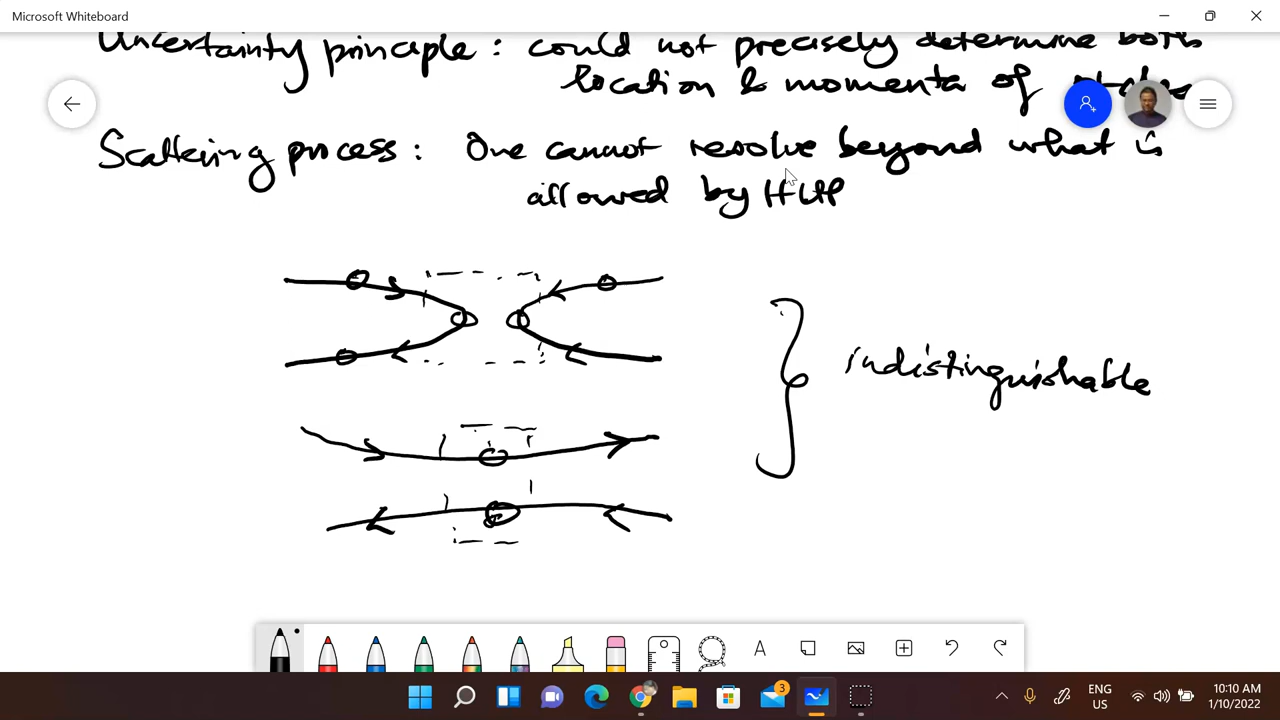 Microsoft Whiteboard
Uncertainty principle : could not precisely determine both
location & momenta of
Scattering process : One cannot resolve beyond what is
allowed by HUP
indistinguishable
A
3
ENG
US
10:10 AM
1/10/2022